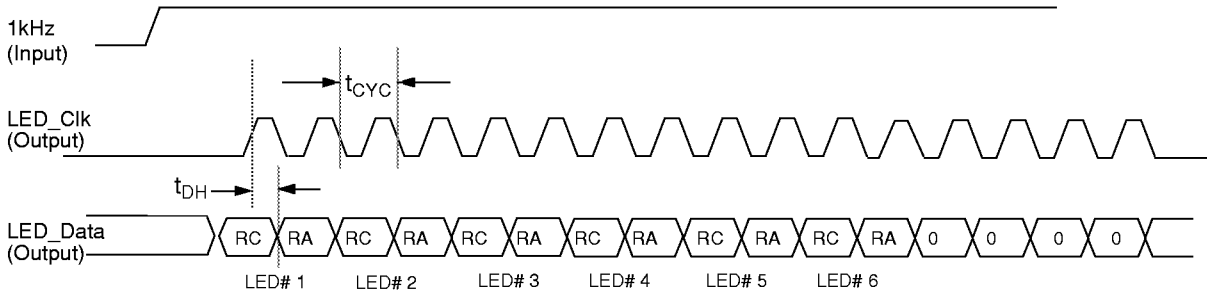 1kHz
(Input)
tCYC
LED_Clk
(Output)
tDH
LED_Data
(Output)
RC RA RC RA RC RA RC RA RC RA RC RA 0 0 0 0
LED# 1 LED# 2 LED# 3 LED# 4 LED# 5 LED# 6